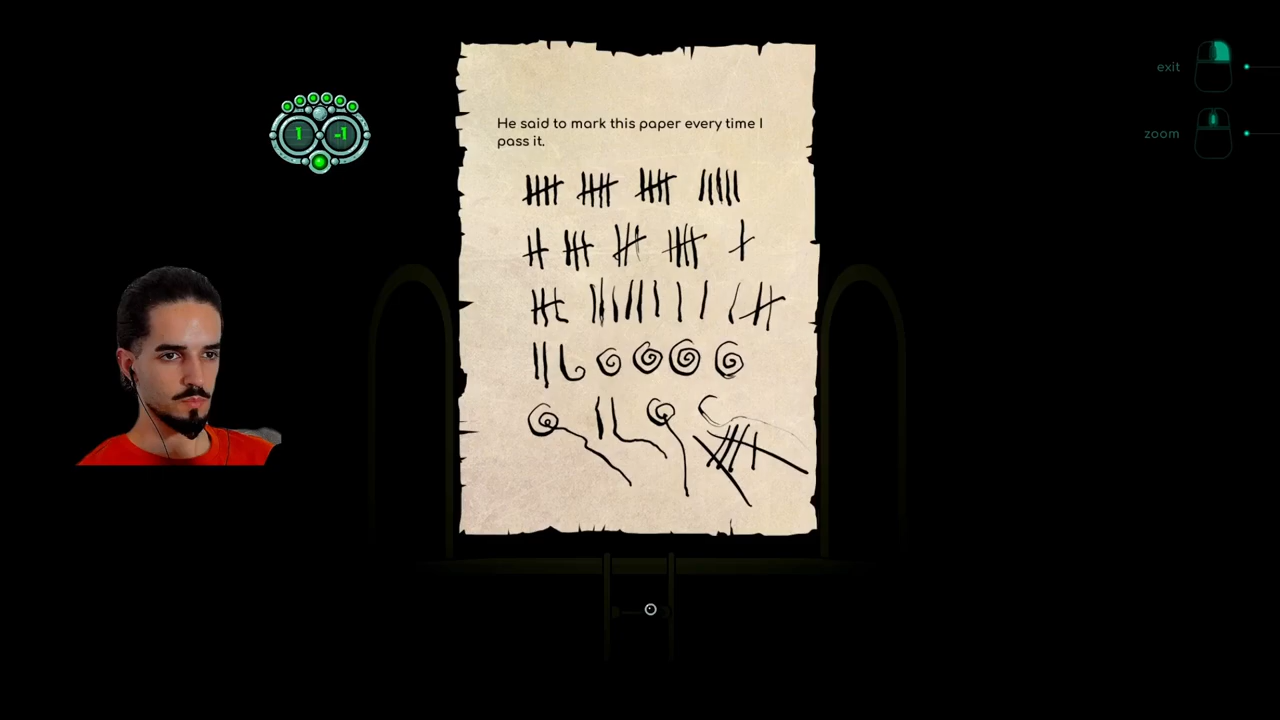 1 -1
He said to mark this paper every time I
pass it.
exit
zoom